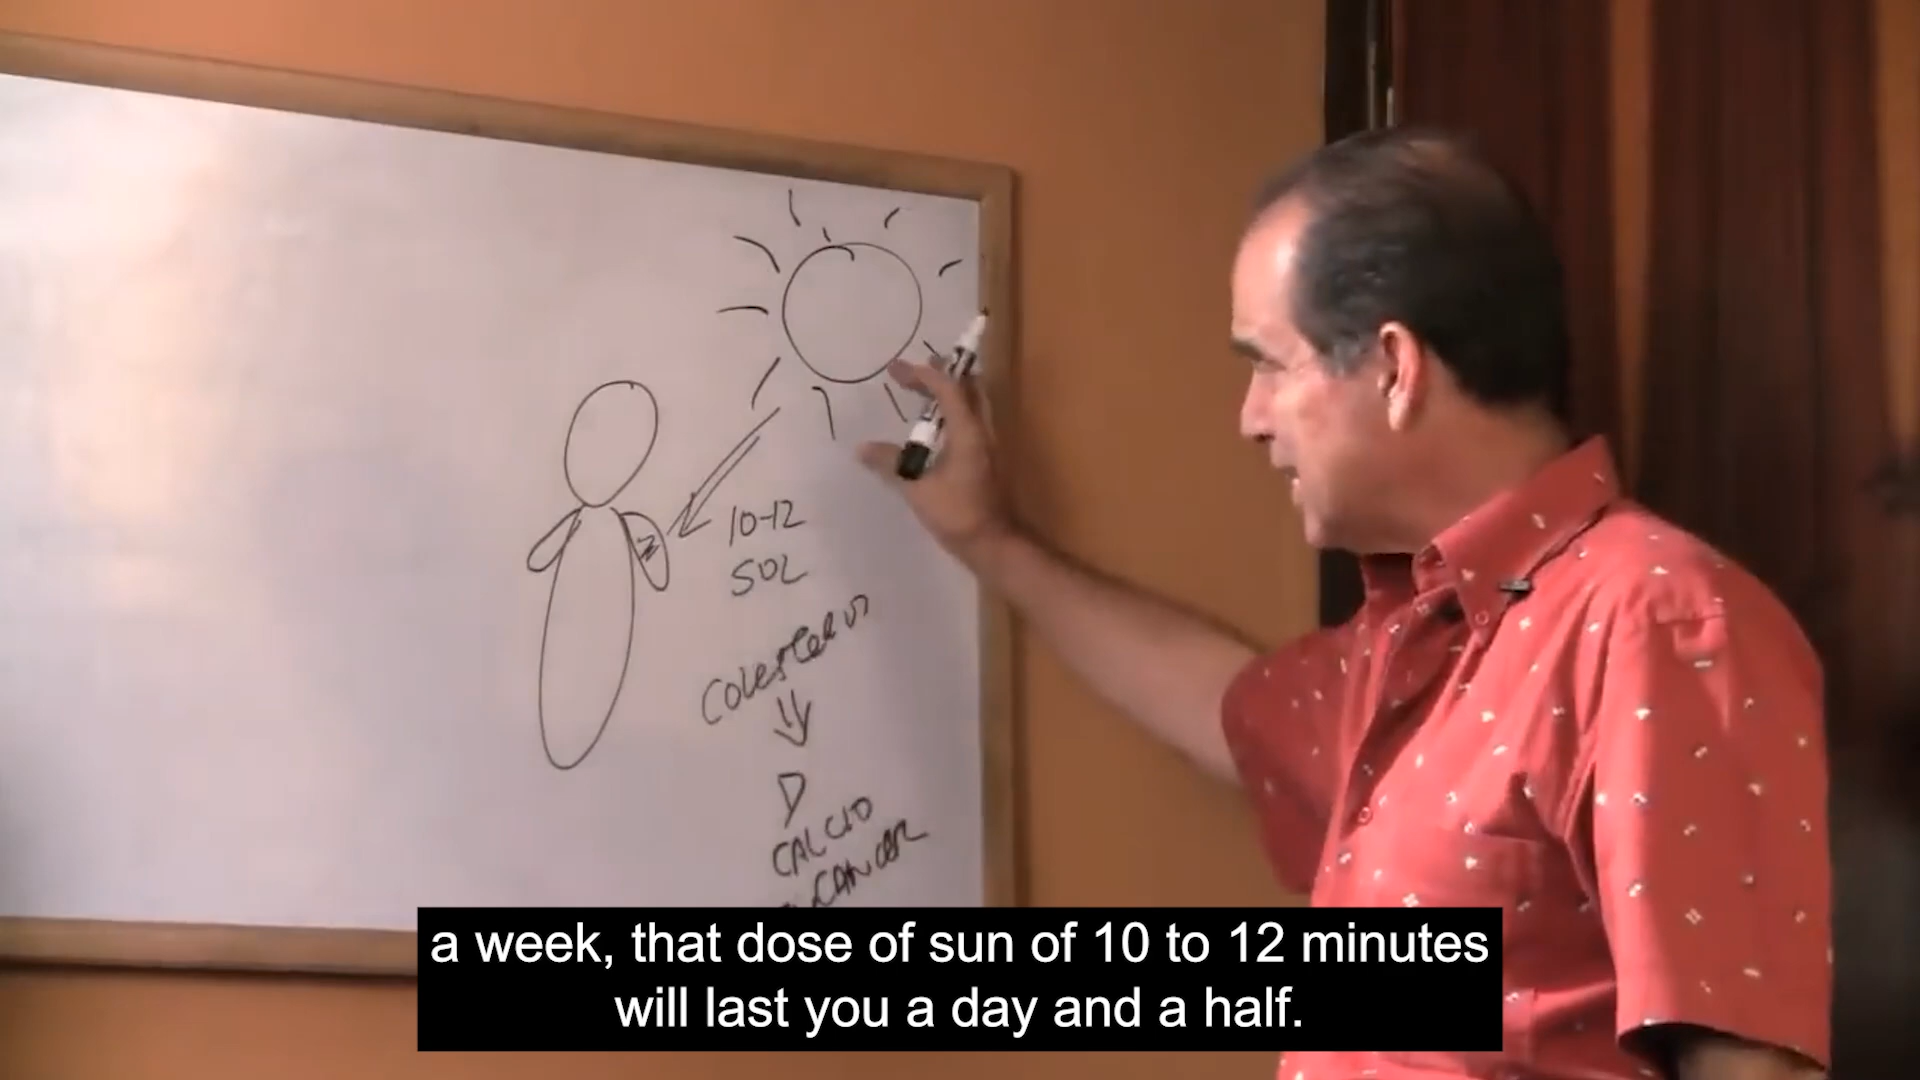 10-12
SOL
COLESTEROL
D
CALCIO
CANCER
a week, that dose of sun of 10 to 12 minutes
will last you a day and a half.